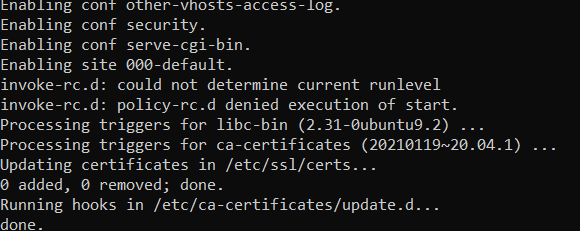 Enabling conf other-vhosts-access-log.
Enabling conf security.
Enabling conf serve-cgi-bin.
Enabling site 000-default.
invoke-rc.d: could not determine current runlevel
invoke-rc.d: policy-rc.d denied execution of start.
Processing triggers for libc-bin (2.31-0ubuntu9.2) ...
Processing triggers for ca-certificates (20210119~20.04.1) ...
Updating certificates in /etc/ssl/certs...
0 added, 0 removed; done.
Running hooks in /etc/ca-certificates/update.d...
done.